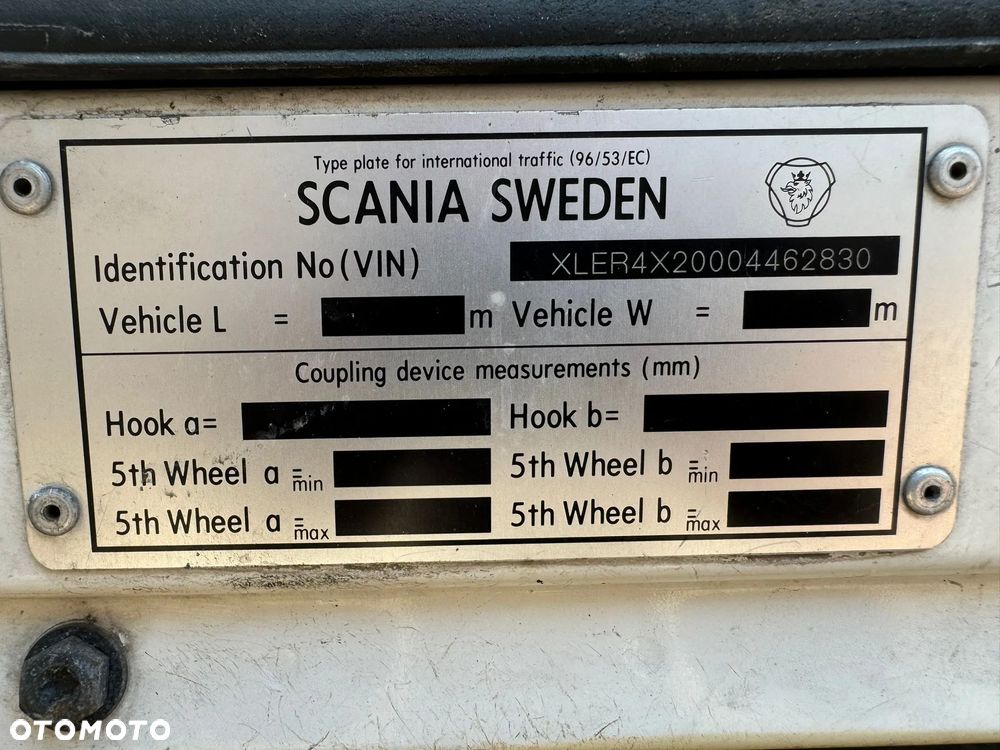 Type plate for international traffic (96/53/EC)
SCANIA SWEDEN
Identification No (VIN) XLER4X20004462830
Vehicle L = m Vehicle W = m
Coupling device measurements (mm)
Hook a= Hook b=
5th Wheel a = min 5th Wheel b = min
5th Wheel a = max 5th Wheel b = max
OTOMOTO